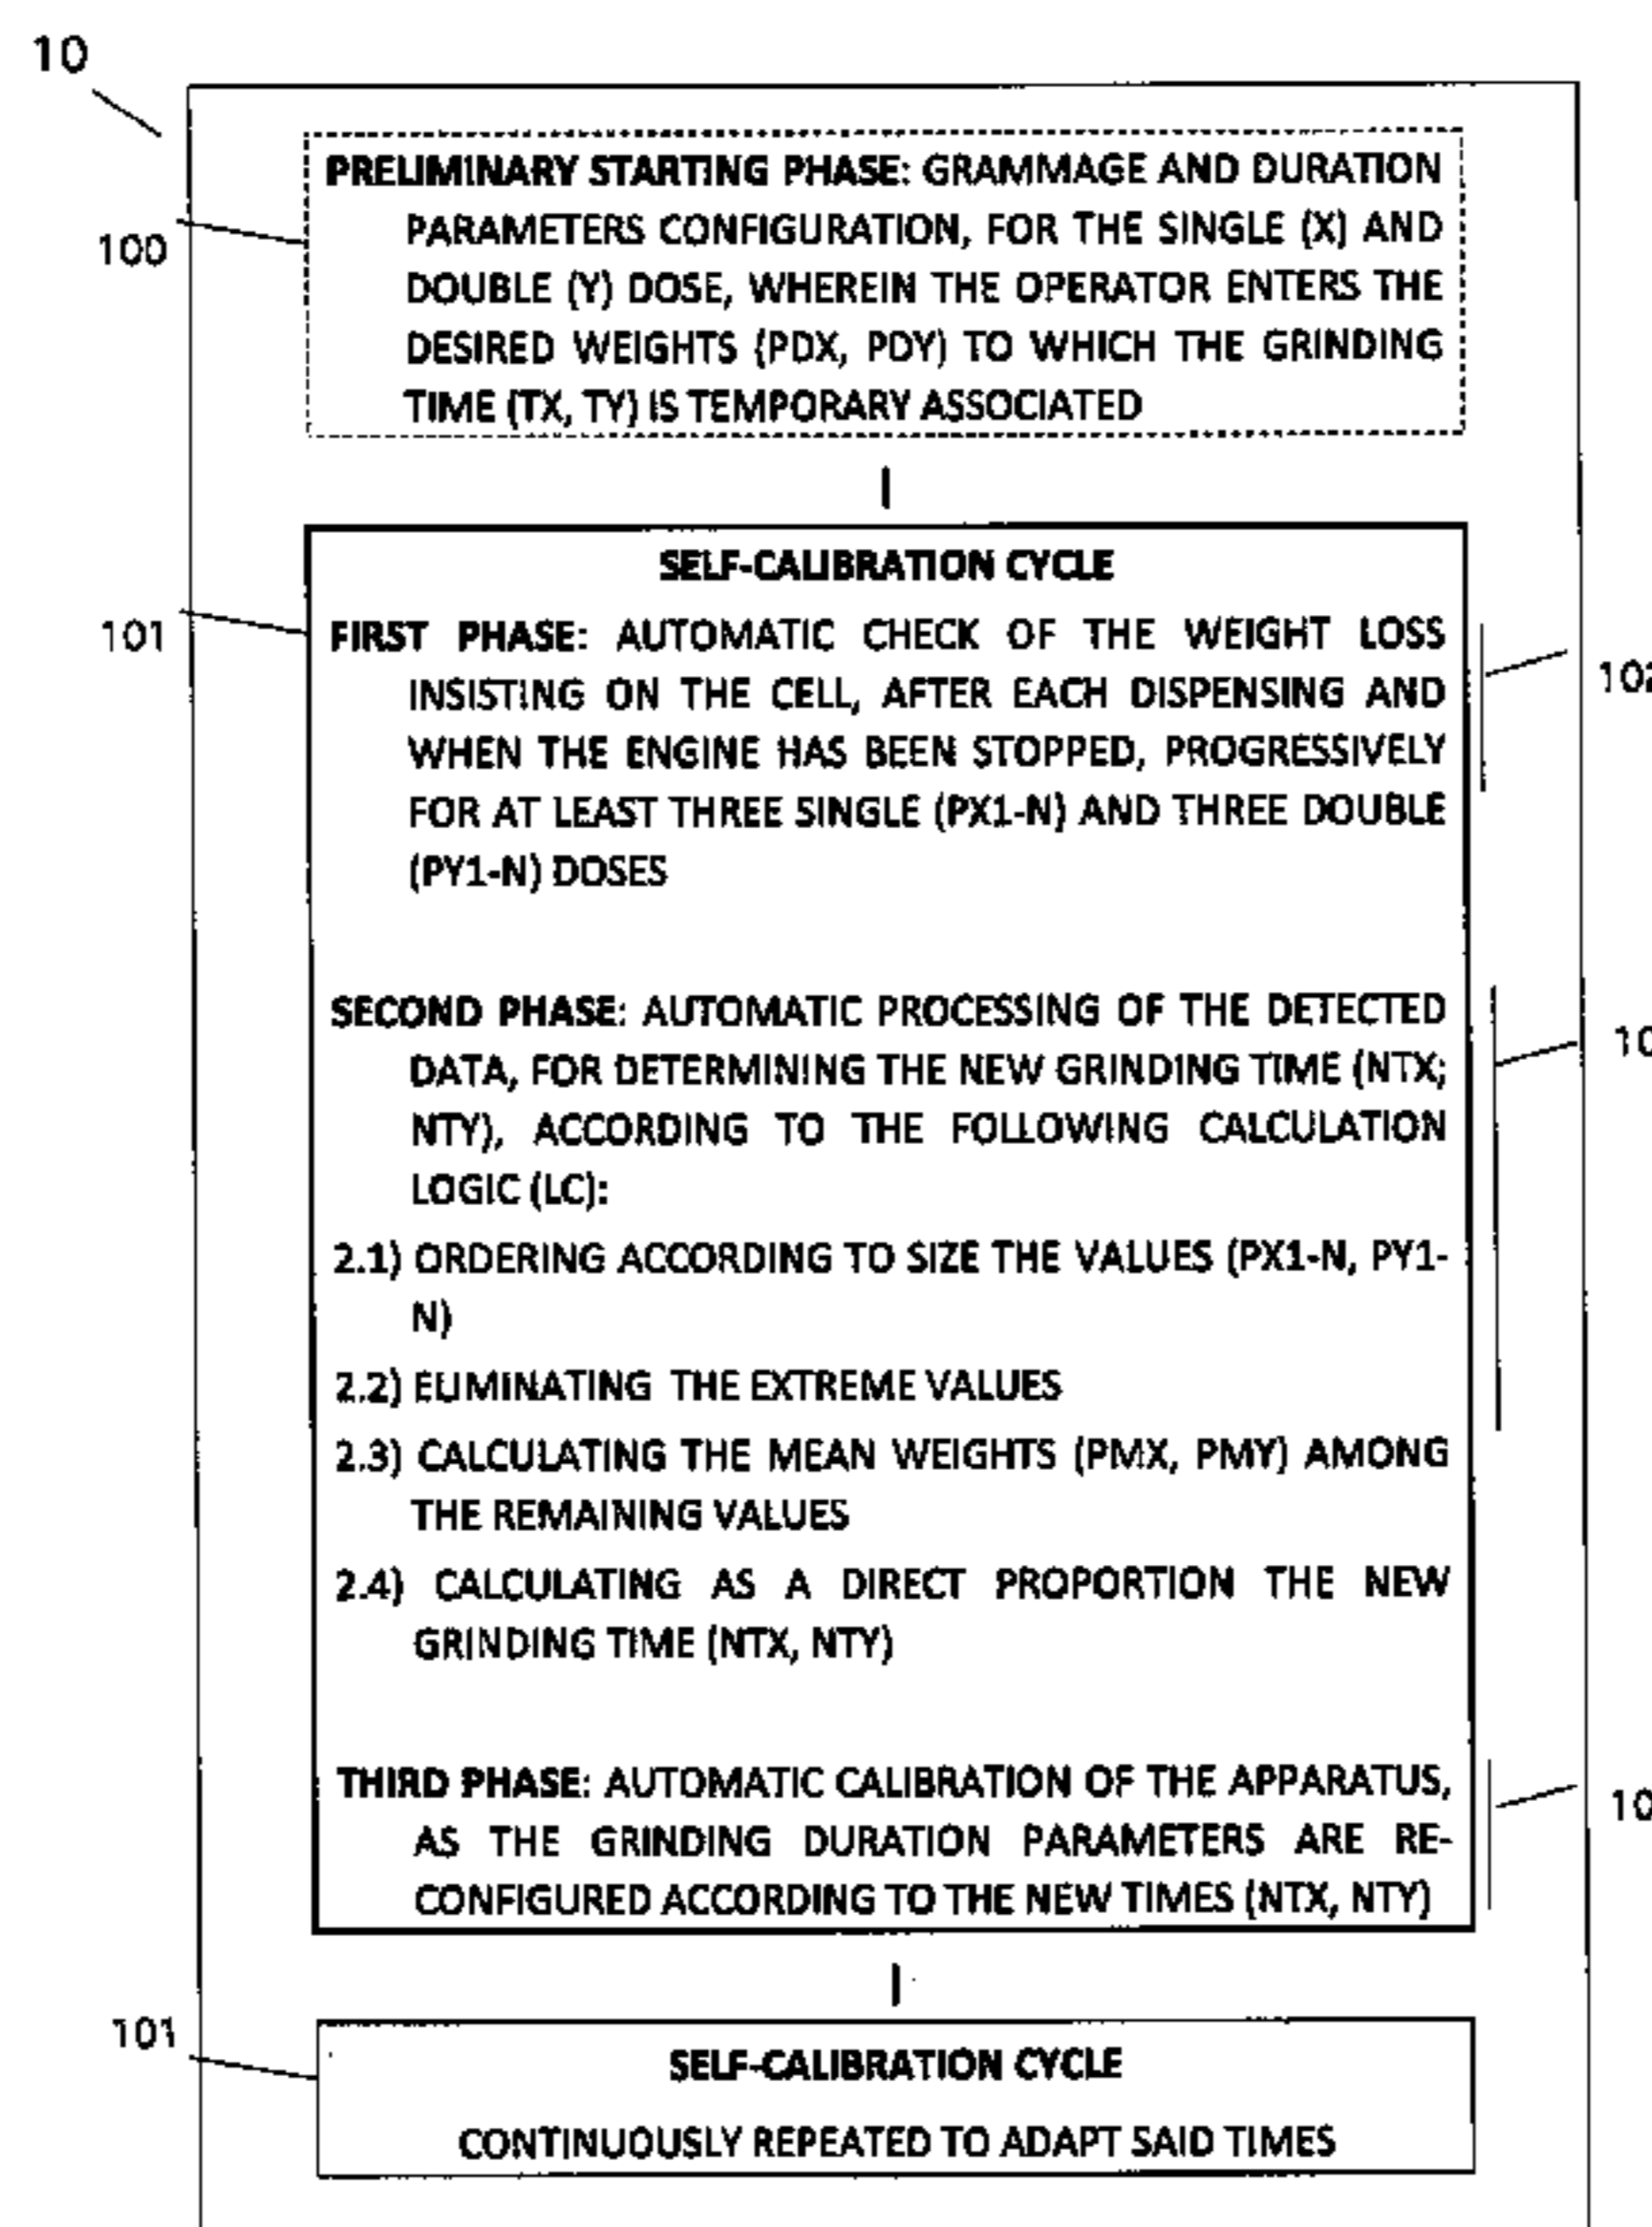 10
PRELIMINARY STARTING PHASE: GRAMMAGE AND DURATION
100
PARAMETERS CONFIGURATION, FOR THE SINGLE (X) AND
DOUBLE (Y) DOSE, WHEREIN THE OPERATOR ENTERS THE
DESIRED WEIGHTS (PDX, PDY) TO WHICH THE GRINDING
TIME (TX, TY) IS TEMPORARY ASSOCIATED
SELF-CALIBRATION CYCLE
101
FIRST PHASE: AUTOMATIC CHECK OF THE WEIGHT LOSS
INSISTING ON THE CELL, AFTER EACH DISPENSING AND
WHEN THE ENGINE HAS BEEN STOPPED, PROGRESSIVELY
FOR AT LEAST THREE SINGLE (PX1-N) AND THREE DOUBLE
(PY1-N) DOSES
102
SECOND PHASE: AUTOMATIC PROCESSING OF THE DETECTED
DATA, FOR DETERMINING THE NEW GRINDING TIME (NTX;
NTY), ACCORDING TO THE FOLLOWING CALCULATION
LOGIC (LC):
10
2.1) ORDERING ACCORDING TO SIZE THE VALUES (PX1-N, PY1-
N)
2.2) ELIMINATING THE EXTREME VALUES
2.3) CALCULATING THE MEAN WEIGHTS (PMX, PMY) AMONG
THE REMAINING VALUES
2.4) CALCULATING AS A DIRECT PROPORTION THE NEW
GRINDING TIME (NTX, NTY)
THIRD PHASE: AUTOMATIC CALIBRATION OF THE APPARATUS,
AS THE GRINDING DURATION PARAMETERS ARE RE-
CONFIGURED ACCORDING TO THE NEW TIMES (NTX, NTY)
10
101
SELF-CALIBRATION CYCLE
CONTINUOUSLY REPEATED TO ADAPT SAID TIMES